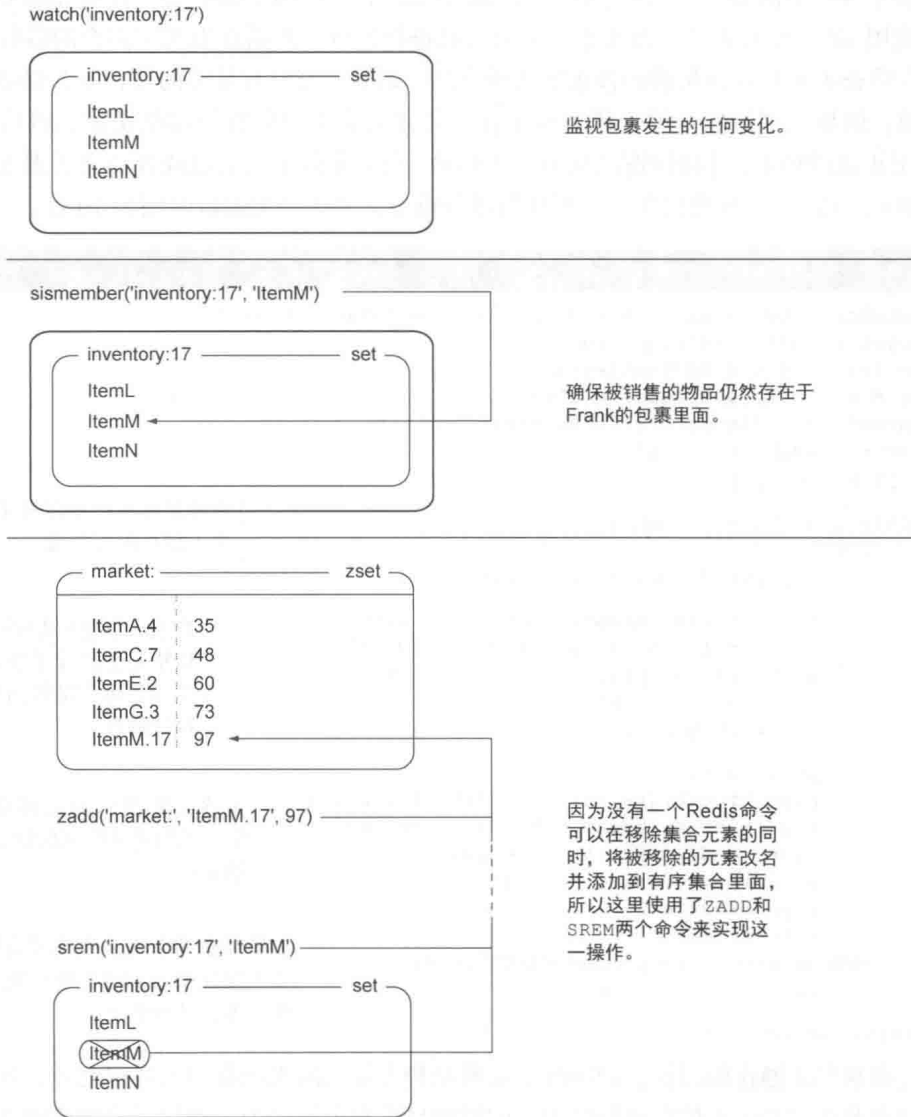 watch('inventory:17')
inventory:17 set
ItemL
ItemM
ItemN
监视包裹发生的任何变化。
sismember('inventory:17', 'ItemM')
inventory:17 set
ItemL
ItemM
ItemN
确保被销售的物品仍然存在于
Frank的包裹里面。
market: zset
ItemA.4 35
ItemC.7 48
ItemE.2 60
ItemG.3 73
ItemM.17 97
zadd('market:', 'ItemM.17', 97)
因为没有一个Redis命令
可以在移除集合元素的同
时，将被移除的元素改名
并添加到有序集合里面，
所以这里使用了ZADD和
SREM两个命令来实现这
一操作。
srem('inventory:17', 'ItemM')
inventory:17 set
ItemL
ItemM
ItemN